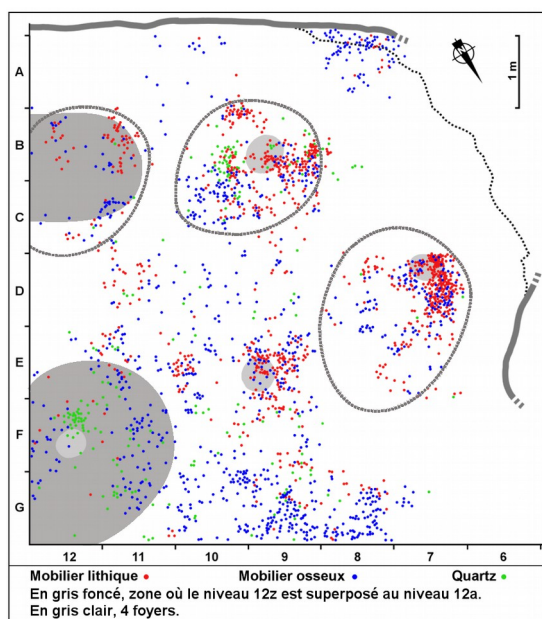 A
1 m
B
C
D
E
F
G
12 11 10 9 8 7 6
Mobilier lithique Mobilier osseux Quartz
En gris foncé, zone où le niveau 12z est superposé au niveau 12a.
En gris clair, 4 foyers.